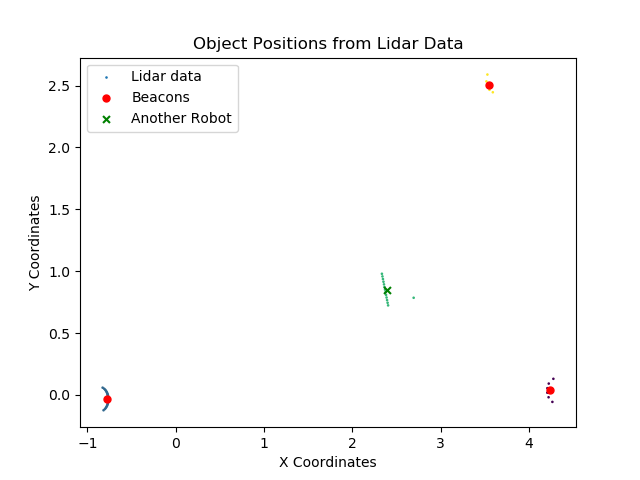 Object Positions from Lidar Data
Lidar data
Beacons
Another Robot
Y Coordinates
2.5
2.0
1.5
1.0
0.5
0.0
−1 0 1 2 3 4
X Coordinates